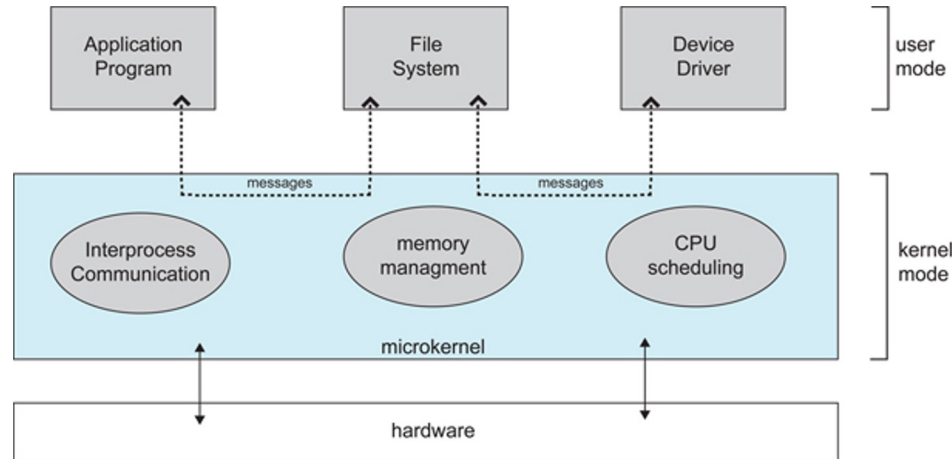 Application
Program
File
System
Device
Driver
user
mode
messages
messages
Interprocess
Communication
memory
managment
CPU
scheduling
kernel
mode
microkernel
hardware